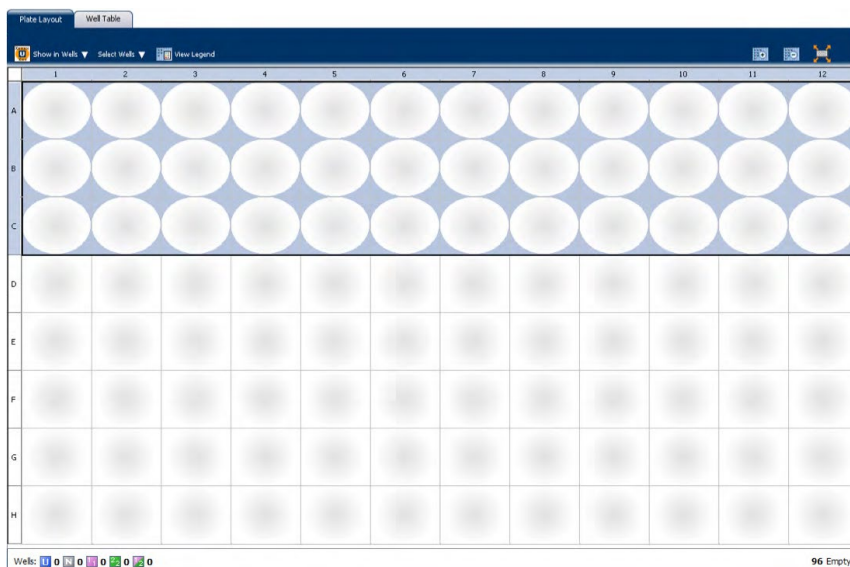 Plate Layout Well Table
Show in Wells ▼ Select Wells ▼ View Legend
1 2 3 4 5 6 7 8 9 10 11 12
A
B
C
D
E
F
G
H
Wells: U 0 N 0 0 0 0 96 Empty